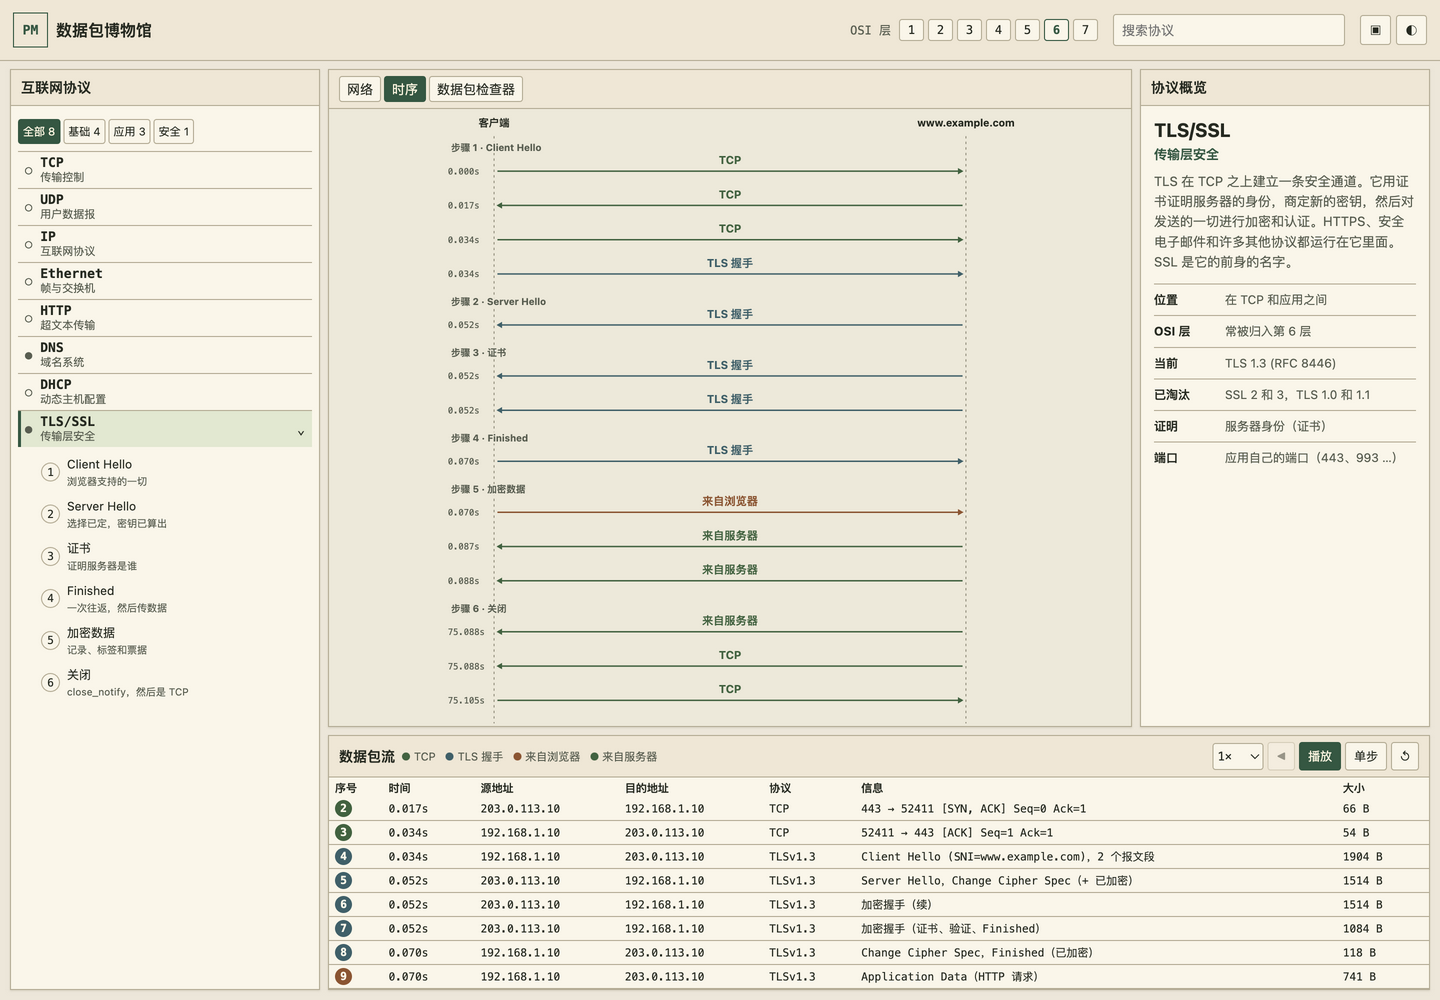 PM 数据包博物馆
OSI 层 1 2 3 4 5 6 7 搜索协议
互联网协议
全部 8 基础 4 应用 3 安全 1
TCP
传输控制
UDP
用户数据报
IP
互联网协议
Ethernet
帧与交换机
HTTP
超文本传输
DNS
域名系统
DHCP
动态主机配置
TLS/SSL
传输层安全
1 Client Hello
浏览器支持的一切
2 Server Hello
选择已定，密钥已算出
3 证书
证明服务器是谁
4 Finished
一次往返，然后传数据
5 加密数据
记录、标签和票据
6 关闭
close_notify，然后是 TCP
网络 时序 数据包检查器
客户端 www.example.com
步骤 1 · Client Hello
TCP
0.000s
TCP
0.017s
TCP
0.034s
TLS 握手
0.034s
步骤 2 · Server Hello
TLS 握手
0.052s
步骤 3 · 证书
TLS 握手
0.052s
TLS 握手
0.052s
步骤 4 · Finished
TLS 握手
0.070s
步骤 5 · 加密数据
来自浏览器
0.070s
来自服务器
0.087s
来自服务器
0.088s
步骤 6 · 关闭
来自服务器
75.088s
TCP
75.088s
TCP
75.105s
协议概览
TLS/SSL
传输层安全
TLS 在 TCP 之上建立一条安全通道。它用证
书证明服务器的身份，商定新的密钥，然后对
发送的一切进行加密和认证。HTTPS、安全
电子邮件和许多其他协议都运行在它里面。
SSL 是它的前身的名字。
位置 在 TCP 和应用之间
OSI 层 常被归入第 6 层
当前 TLS 1.3 (RFC 8446)
已淘汰 SSL 2 和 3，TLS 1.0 和 1.1
证明 服务器身份（证书）
端口 应用自己的端口（443、993 …）
数据包流 TCP TLS 握手 来自浏览器 来自服务器 1× 播放 单步
序号 时间 源地址 目的地址 协议 信息 大小
2 0.017s 203.0.113.10 192.168.1.10 TCP 443 → 52411 [SYN, ACK] Seq=0 Ack=1 66 B
3 0.034s 192.168.1.10 203.0.113.10 TCP 52411 → 443 [ACK] Seq=1 Ack=1 54 B
4 0.034s 192.168.1.10 203.0.113.10 TLSv1.3 Client Hello (SNI=www.example.com)，2 个报文段 1904 B
5 0.052s 203.0.113.10 192.168.1.10 TLSv1.3 Server Hello，Change Cipher Spec（+ 已加密） 1514 B
6 0.052s 203.0.113.10 192.168.1.10 TLSv1.3 加密握手（续） 1514 B
7 0.052s 203.0.113.10 192.168.1.10 TLSv1.3 加密握手（证书、验证、Finished） 1084 B
8 0.070s 192.168.1.10 203.0.113.10 TLSv1.3 Change Cipher Spec，Finished（已加密） 118 B
9 0.070s 192.168.1.10 203.0.113.10 TLSv1.3 Application Data（HTTP 请求） 741 B